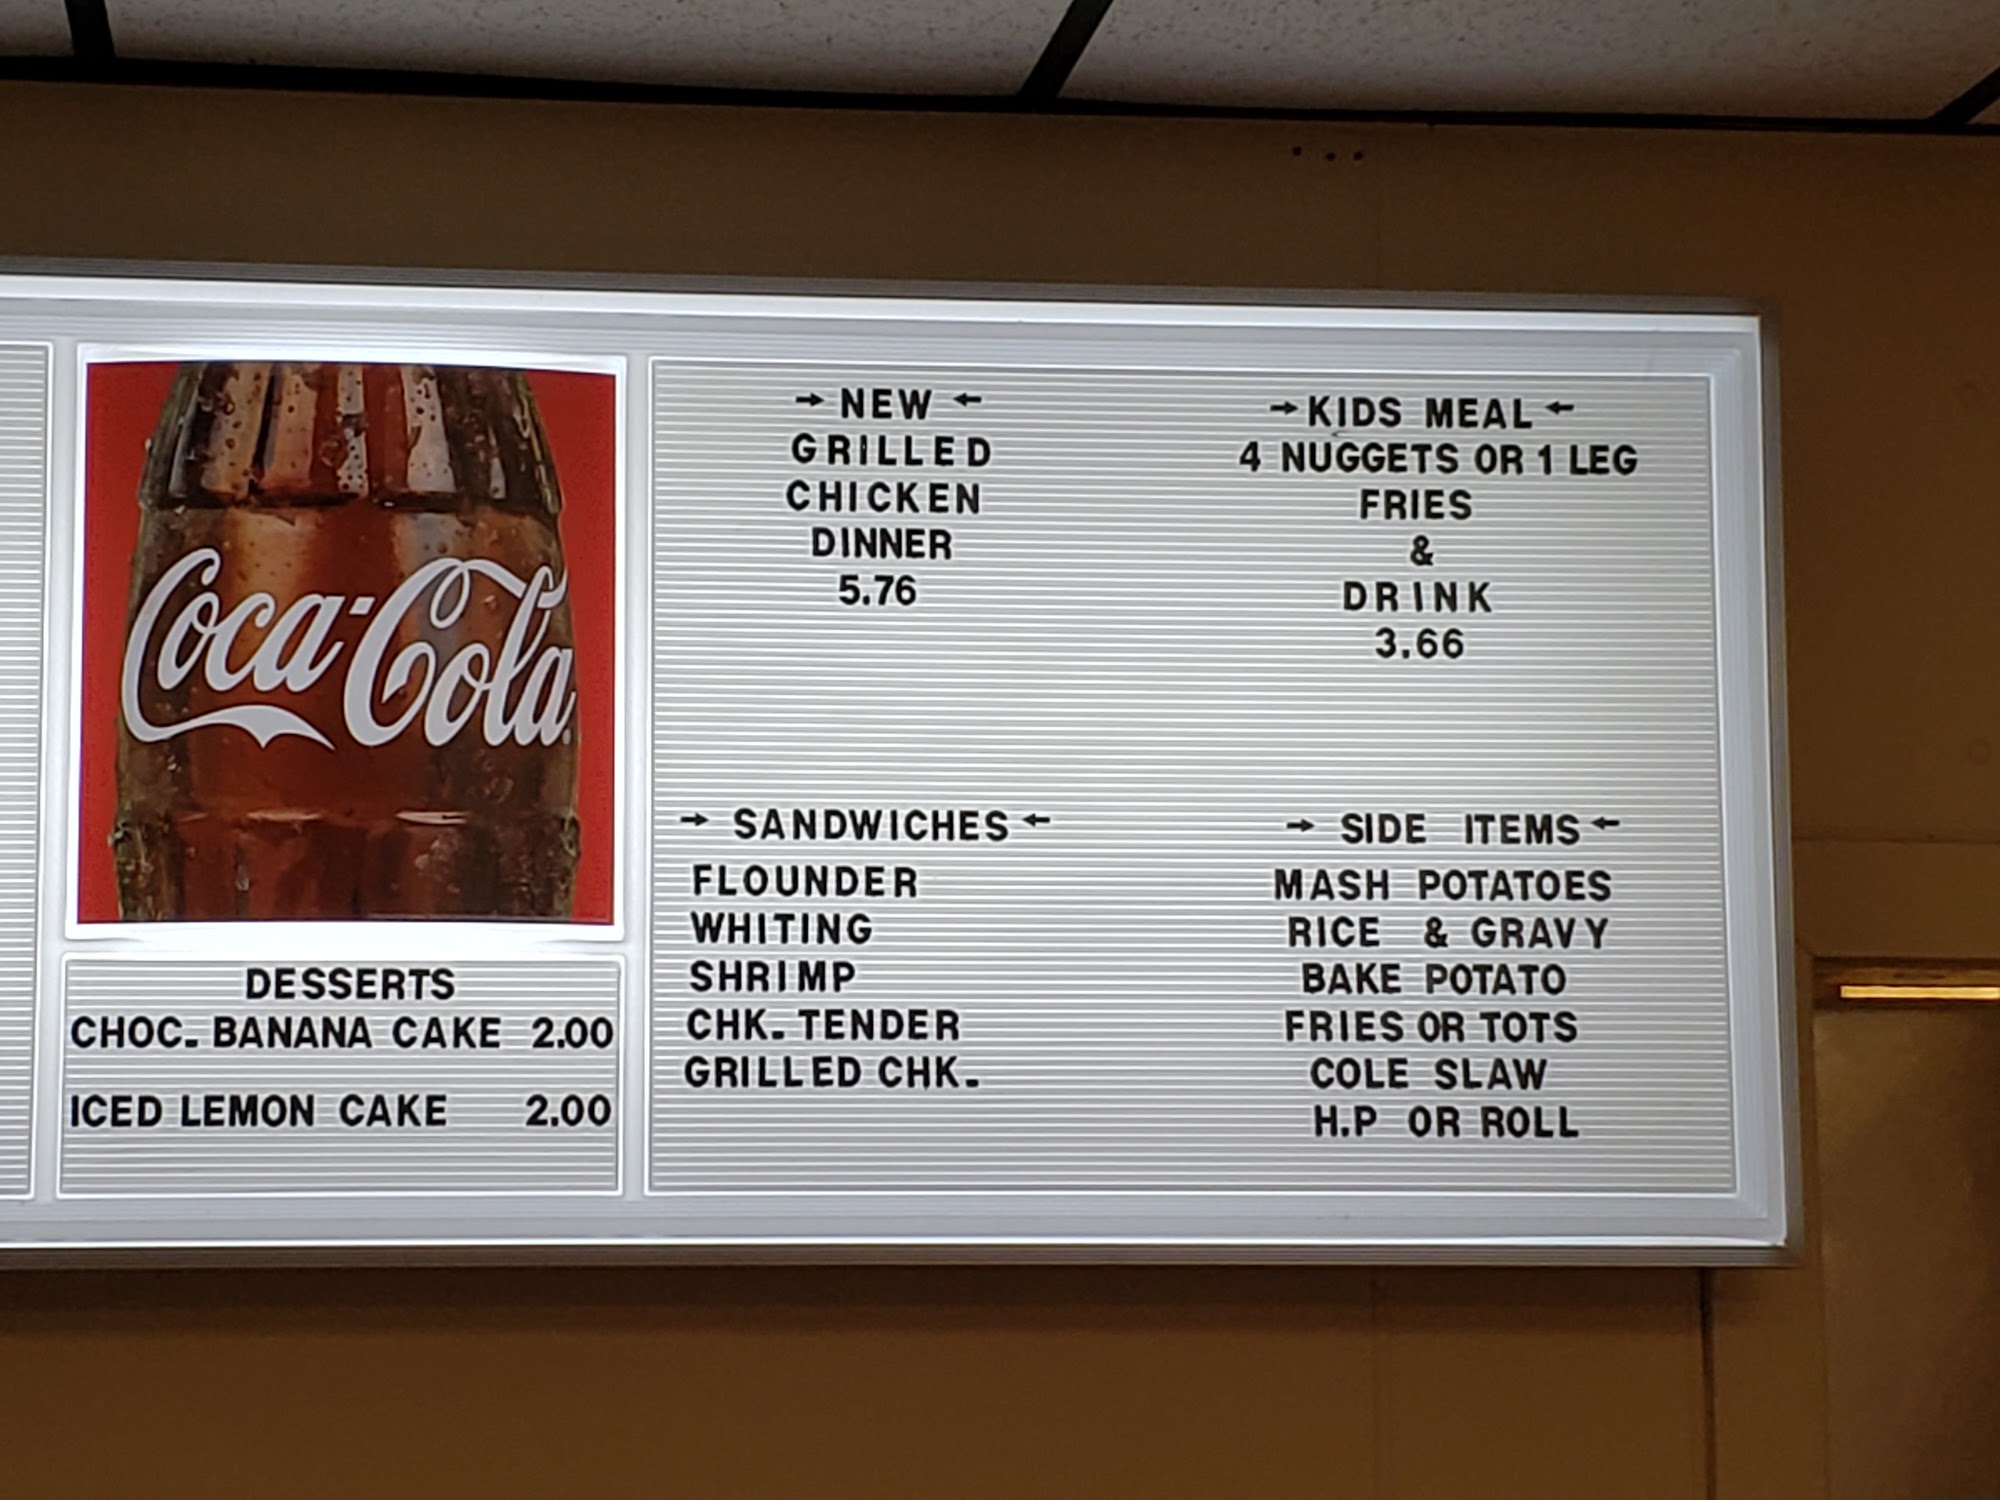 Coca-Cola
DESSERTS
CHOC. BANANA CAKE 2.00
ICED LEMON CAKE 2.00
→ NEW ←
GRILLED
CHICKEN
DINNER
5.76
→ KIDS MEAL ←
4 NUGGETS OR 1 LEG
FRIES
&
DRINK
3.66
→ SANDWICHES ←
FLOUNDER
WHITING
SHRIMP
CHK. TENDER
GRILLED CHK.
→ SIDE ITEMS ←
MASH POTATOES
RICE & GRAVY
BAKE POTATO
FRIES OR TOTS
COLE SLAW
H.P OR ROLL